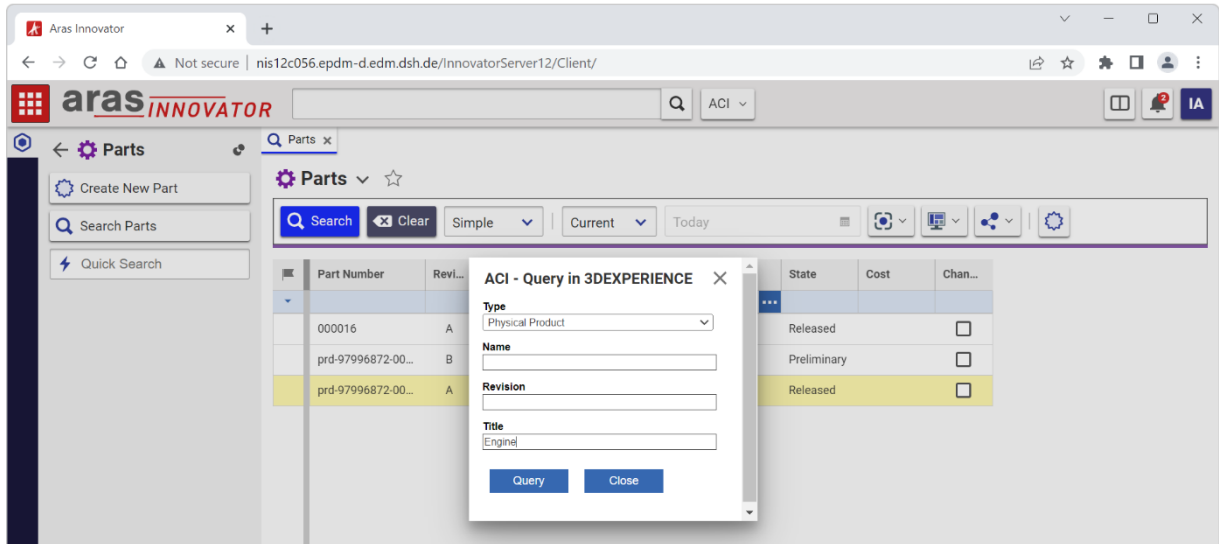 Aras Innovator
Not secure | nis12c056.epdm-d.edm.dsh.de/InnovatorServer12/Client/
aras INNOVATOR
ACI
2
IA
Parts
Create New Part
Search Parts
Quick Search
Parts
Parts
Search
Clear
Simple
Current
Today
Part Number Revi... State Cost Chan...
000016 A Released
prd-97996872-00... B Preliminary
prd-97996872-00... A Released
ACI - Query in 3DEXPERIENCE
Type
Physical Product
Name
Revision
Title
Engine
Query Close